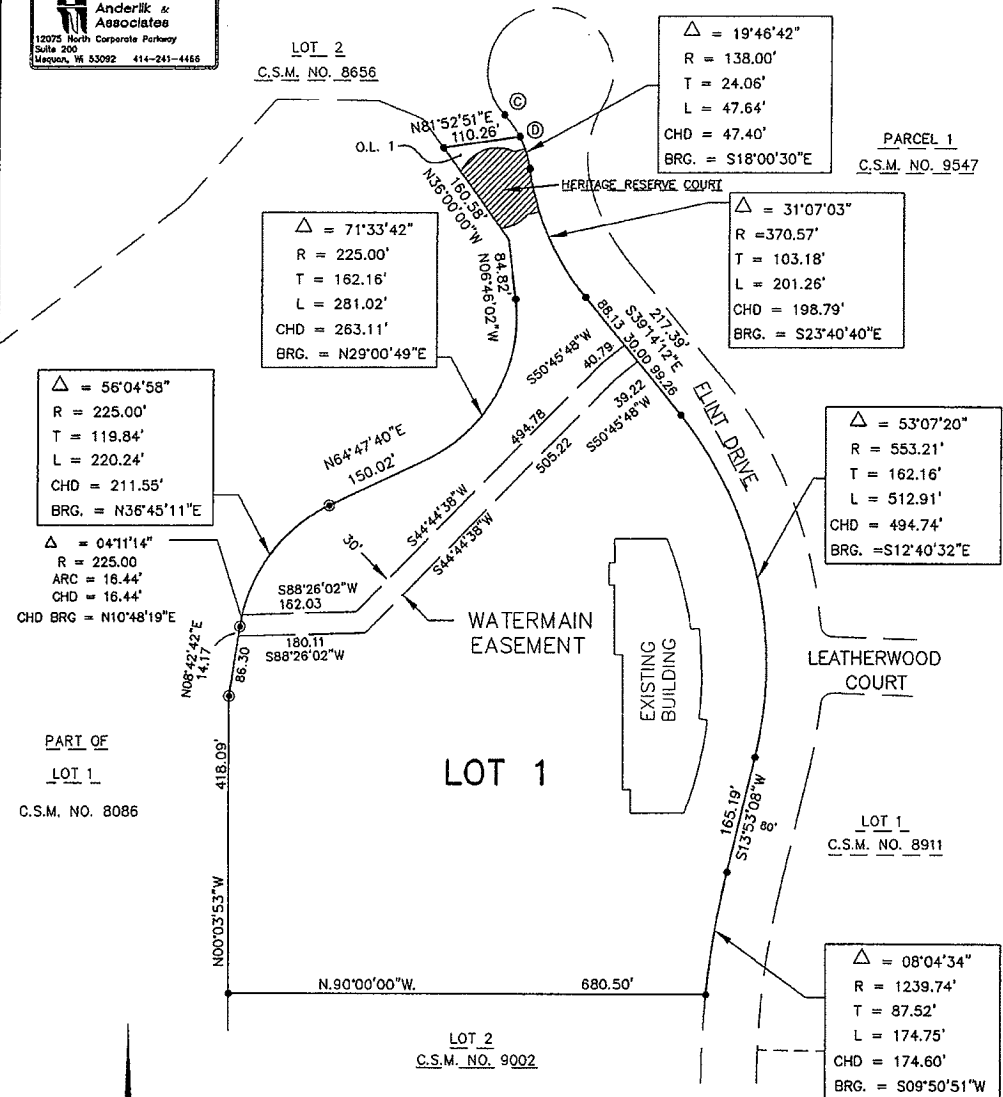 Anderlik &
Associates
12075 North Corporate Parkway
Suite 200
Mequon, WI 53092 414-241-4466
LOT 2
C.S.M. NO. 8656
△ = 19°46'42"
R = 138.00'
T = 24.06'
L = 47.64'
CHD = 47.40'
BRG. = S18°00'30"E
C
D
N81°52'51"E
110.26'
O.L. 1
PARCEL 1
C.S.M. NO. 9547
HERITAGE RESERVE COURT
160.58'
N36°00'00"W
△ = 71°33'42"
R = 225.00'
T = 162.16'
L = 281.02'
CHD = 263.11'
BRG. = N29°00'49"E
△ = 31°07'03"
R =370.57'
T = 103.18'
L = 201.26'
CHD = 198.79'
BRG. = S23°40'40"E
84.82'
N06°46'02"W
217.39'
S39°14'12"E
88.13 30.00 99.26
S50°45'48"W
40.79
39.22
S50°45'48"W
FLINT DRIVE
△ = 56°04'58"
R = 225.00'
T = 119.84'
L = 220.24'
CHD = 211.55'
BRG. = N36°45'11"E
N64°47'40"E
150.02'
494.78
505.22
△ = 53°07'20"
R = 553.21'
T = 162.16'
L = 512.91'
CHD = 494.74'
BRG. =S12°40'32"E
△ = 04°11'14"
R = 225.00
ARC = 16.44'
CHD = 16.44'
CHD BRG = N10°48'19"E
30'
S44°44'38"W
S44°44'38"W
S88°26'02"W
162.03
WATERMAIN
EASEMENT
180.11
S88°26'02"W
N08°42'42"E
14.17
86.30
EXISTING
BUILDING
LEATHERWOOD
COURT
PART OF
LOT 1
C.S.M. NO. 8086
418.09'
N00°03'53"W
LOT 1
165.19'
S13°53'08"W
80'
LOT 1
C.S.M. NO. 8911
N.90°00'00"W. 680.50'
△ = 08°04'34"
R = 1239.74'
T = 87.52'
L = 174.75'
CHD = 174.60'
BRG. = S09°50'51"W
LOT 2
C.S.M. NO. 9002